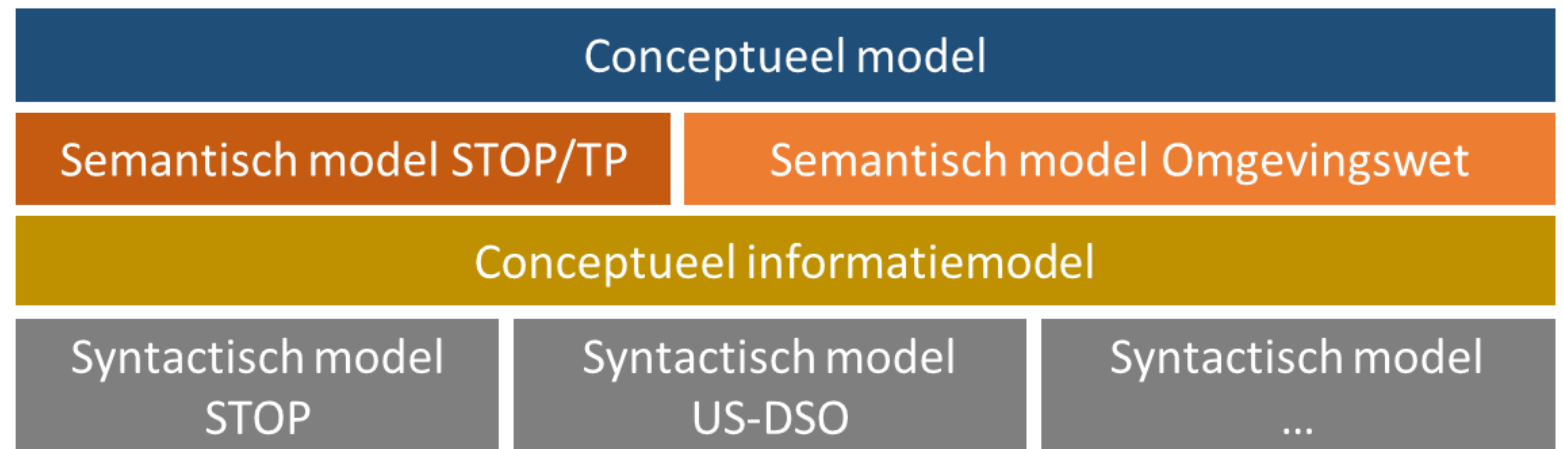 Conceptueel model
Semantisch model STOP/TP
Semantisch model Omgevingswet
Conceptueel informatiemodel
Syntactisch model
STOP
Syntactisch model
US-DSO
Syntactisch model
...